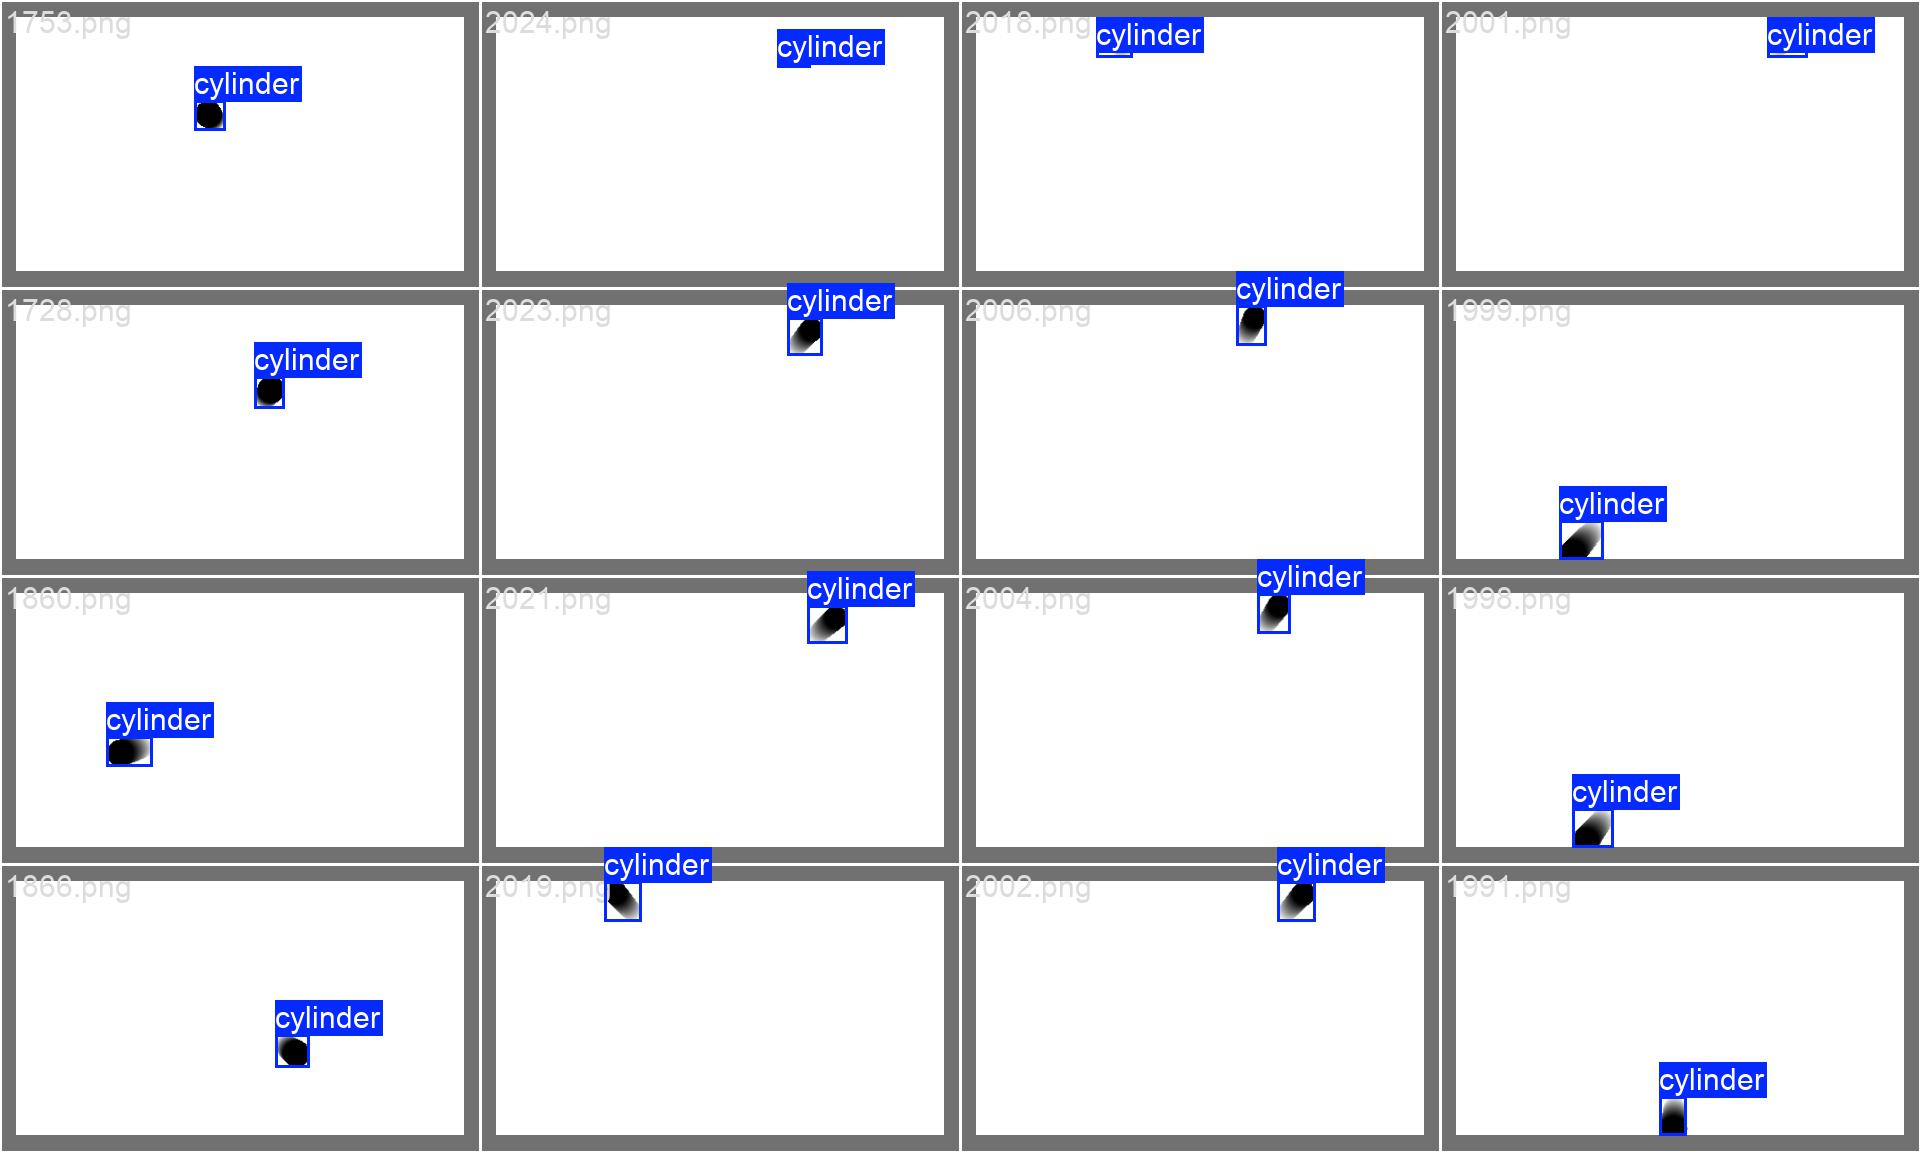 1753.png
cylinder
2024.png
cylinder
2018.png
cylinder
2001.png
cylinder
1728.png
cylinder
2023.png
cylinder
2006.png
cylinder
1999.png
cylinder
1860.png
cylinder
2021.png
cylinder
2004.png
cylinder
1998.png
cylinder
1866.png
cylinder
2019.png
cylinder
2002.png
cylinder
1991.png
cylinder